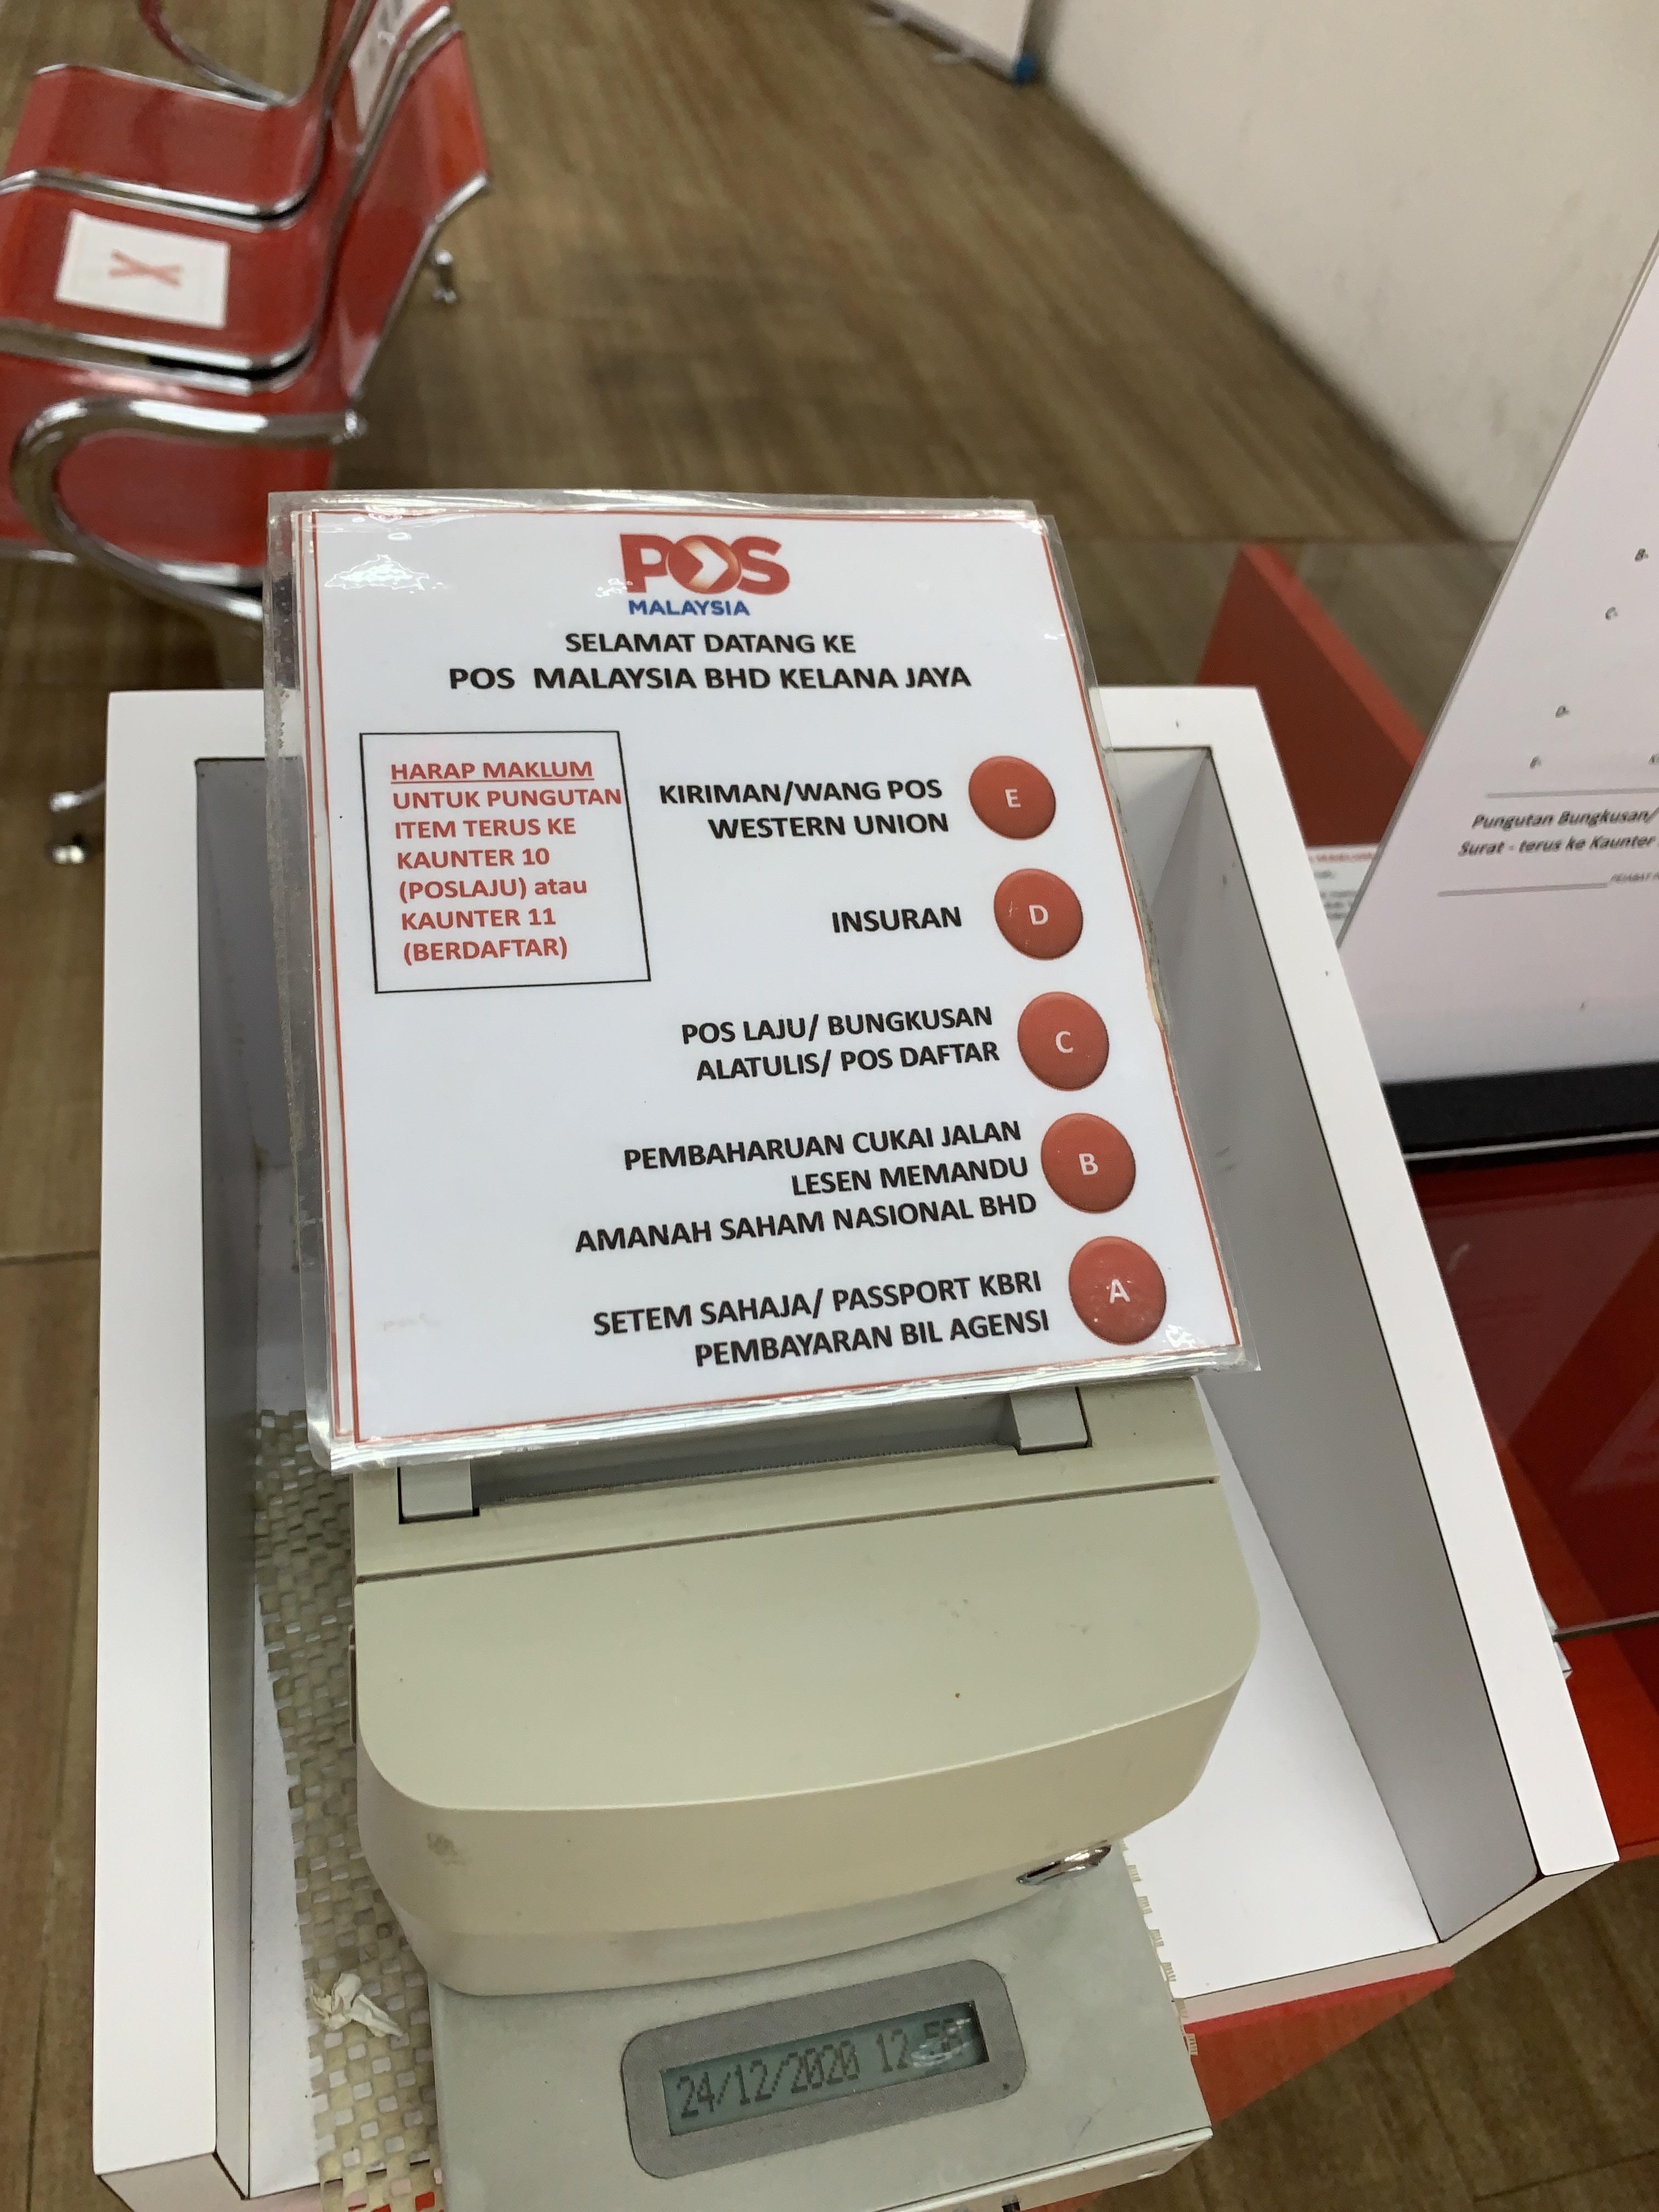 X
POS
MALAYSIA
SELAMAT DATANG KE
POS MALAYSIA BHD KELANA JAYA
HARAP MAKLUM
UNTUK PUNGUTAN
ITEM TERUS KE
KAUNTER 10
(POSLAJU) atau
KAUNTER 11
(BERDAFTAR)
KIRIMAN/WANG POS
WESTERN UNION
E
INSURAN
D
POS LAJU/ BUNGKUSAN
ALATULIS/ POS DAFTAR
C
PEMBAHARUAN CUKAI JALAN
LESEN MEMANDU
AMANAH SAHAM NASIONAL BHD
B
SETEM SAHAJA/ PASSPORT KBRI
PEMBAYARAN BIL AGENSI
A
B-
C-
D-
E-
Pungutan Bungkusan/
Surat - terus ke Kaunter
24/12/2020 12